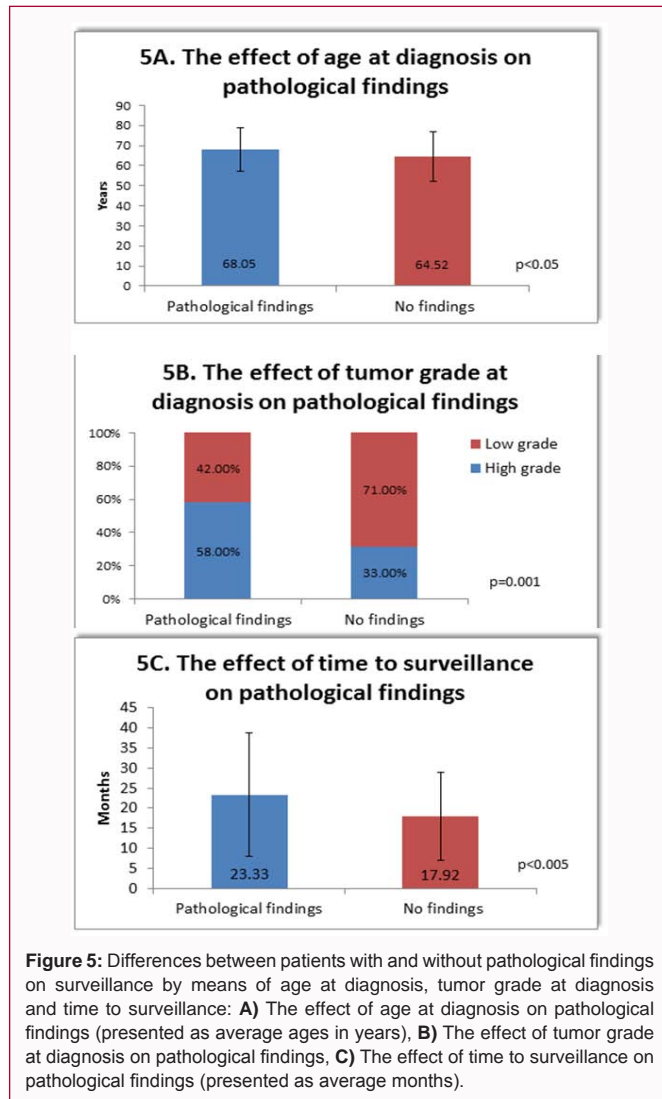 5A. The effect of age at diagnosis on
pathological findings
90
80
70
60
50
40
30
20
10
0
Years
68.05
64.52
p<0.05
Pathological findings
No findings
5B. The effect of tumor grade at
diagnosis on pathological findings
100%
80%
60%
40%
20%
0%
42.00%
58.00%
71.00%
33.00%
Low grade
High grade
p=0.001
Pathological findings
No findings
5C. The effect of time to surveillance
on pathological findings
45
40
35
30
25
20
15
10
5
0
Months
23.33
17.92
p<0.005
Pathological findings
No findings
Figure 5: Differences between patients with and without pathological findings
on surveillance by means of age at diagnosis, tumor grade at diagnosis
and time to surveillance: A) The effect of age at diagnosis on pathological
findings (presented as average ages in years), B) The effect of tumor grade
at diagnosis on pathological findings, C) The effect of time to surveillance on
pathological findings (presented as average months).